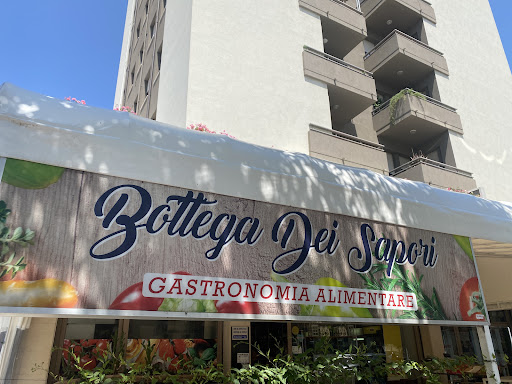 Bottega Dei Sapori
GASTRONOMIA ALIMENTARE